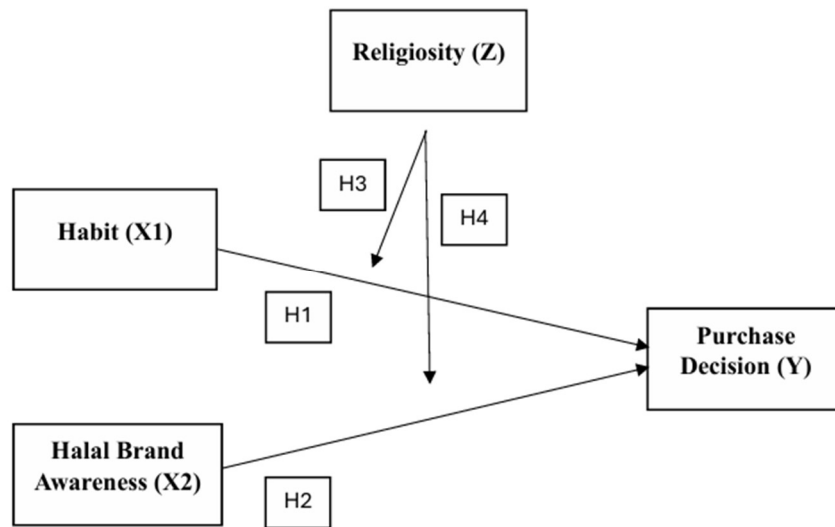 Religiosity (Z)
H3
H4
Habit (X1)
H1
Purchase
Decision (Y)
Halal Brand
Awareness (X2)
H2